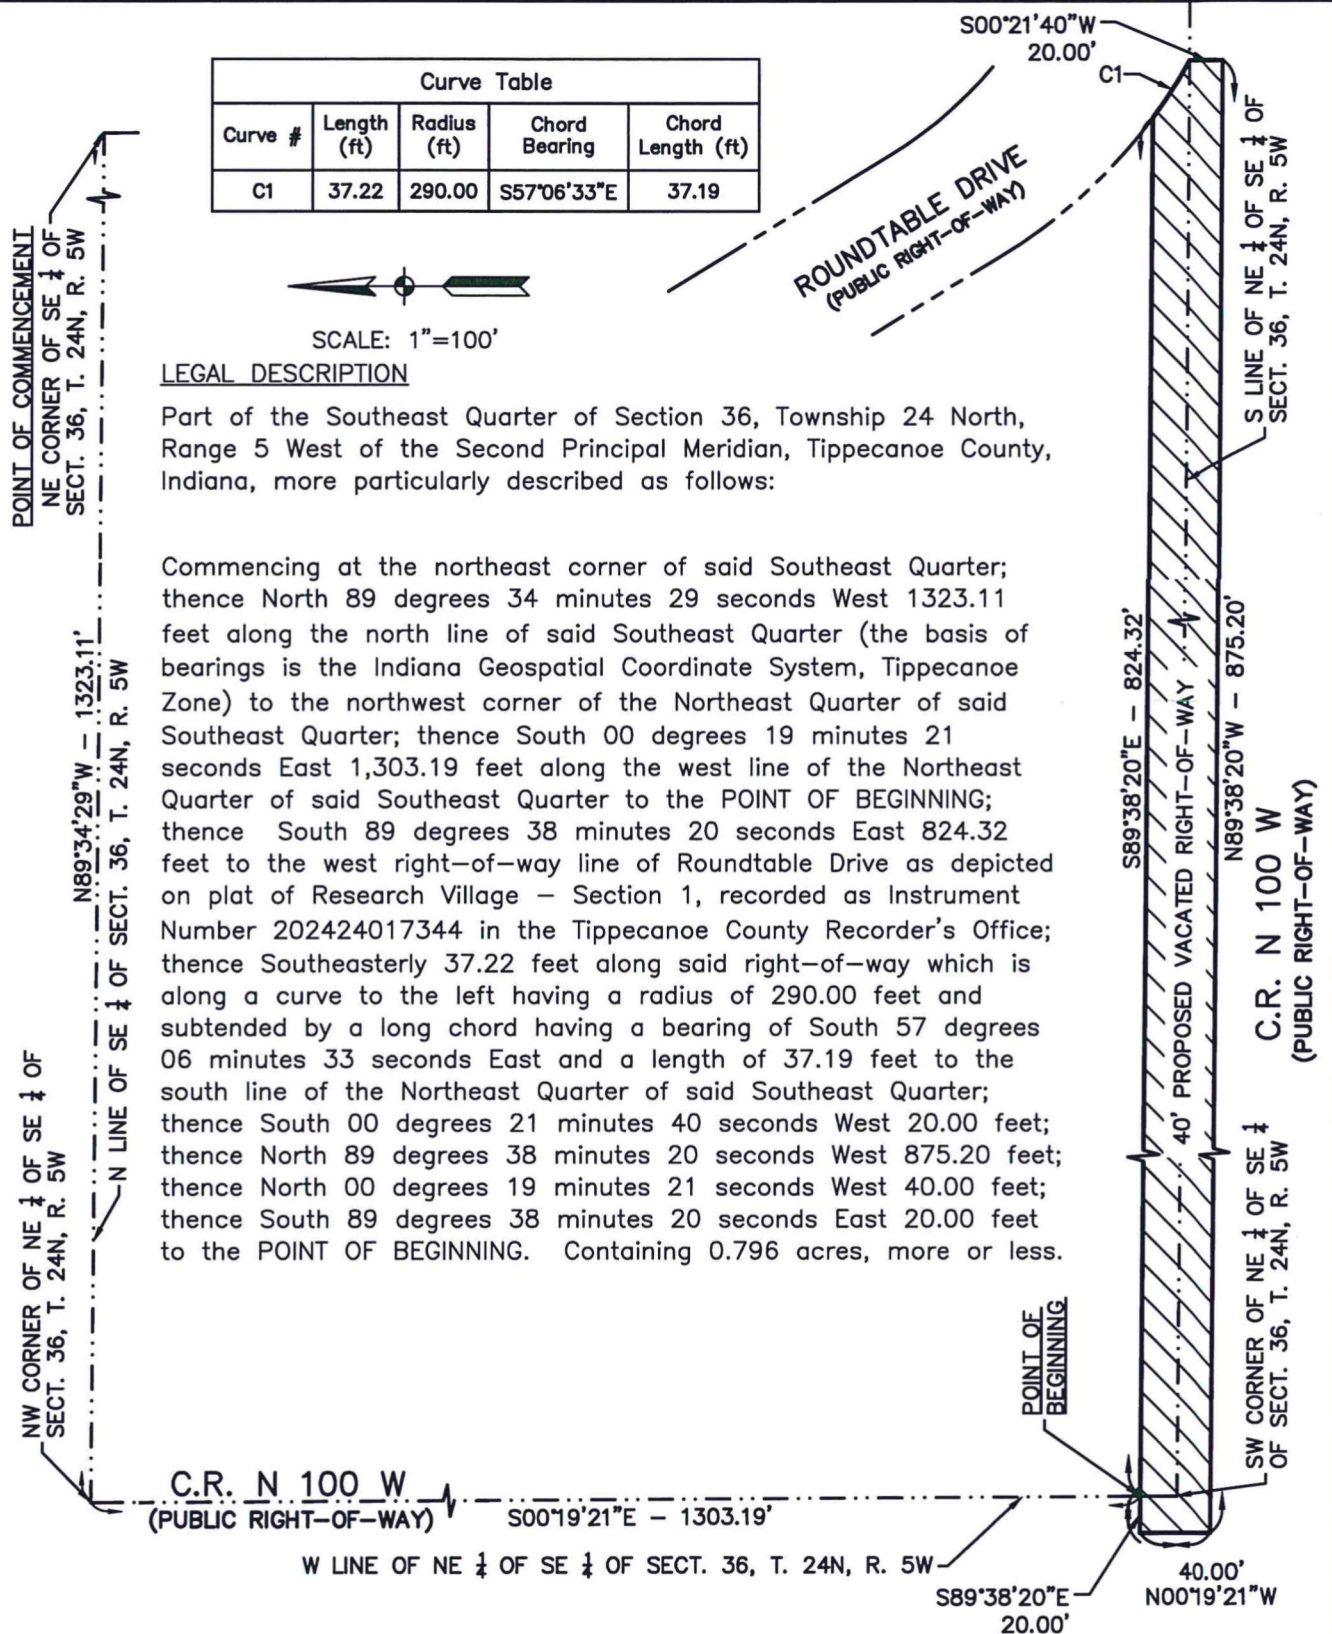 S00°21'40"W
20.00'
C1
Curve Table
Curve # Length (ft) Radius (ft) Chord Bearing Chord Length (ft)
C1 37.22 290.00 S57°06'33"E 37.19
POINT OF COMMENCEMENT
NE CORNER OF SE ¼ OF
SECT. 36, T. 24N, R. 5W
ROUNDTABLE DRIVE
(PUBLIC RIGHT-OF-WAY)
S LINE OF NE ¼ OF SE ¼ OF
SECT. 36, T. 24N, R. 5W
SCALE: 1"=100'
LEGAL DESCRIPTION
Part of the Southeast Quarter of Section 36, Township 24 North,
Range 5 West of the Second Principal Meridian, Tippecanoe County,
Indiana, more particularly described as follows:
Commencing at the northeast corner of said Southeast Quarter;
thence North 89 degrees 34 minutes 29 seconds West 1323.11
feet along the north line of said Southeast Quarter (the basis of
bearings is the Indiana Geospatial Coordinate System, Tippecanoe
Zone) to the northwest corner of the Northeast Quarter of said
Southeast Quarter; thence South 00 degrees 19 minutes 21
seconds East 1,303.19 feet along the west line of the Northeast
Quarter of said Southeast Quarter to the POINT OF BEGINNING;
thence South 89 degrees 38 minutes 20 seconds East 824.32
feet to the west right-of-way line of Roundtable Drive as depicted
on plat of Research Village – Section 1, recorded as Instrument
Number 202424017344 in the Tippecanoe County Recorder's Office;
thence Southeasterly 37.22 feet along said right-of-way which is
along a curve to the left having a radius of 290.00 feet and
subtended by a long chord having a bearing of South 57 degrees
06 minutes 33 seconds East and a length of 37.19 feet to the
south line of the Northeast Quarter of said Southeast Quarter;
thence South 00 degrees 21 minutes 40 seconds West 20.00 feet;
thence North 89 degrees 38 minutes 20 seconds West 875.20 feet;
thence North 00 degrees 19 minutes 21 seconds West 40.00 feet;
thence South 89 degrees 38 minutes 20 seconds East 20.00 feet
to the POINT OF BEGINNING. Containing 0.796 acres, more or less.
N89°34'29"W – 1323.11'
N LINE OF SE ¼ OF SECT. 36, T. 24N, R. 5W
NW CORNER OF NE ¼ OF SE ¼ OF
SECT. 36, T. 24N, R. 5W
S89°38'20"E – 824.32'
40' PROPOSED VACATED RIGHT-OF-WAY
N89°38'20"W – 875.20'
C.R. N 100 W
(PUBLIC RIGHT-OF-WAY)
SW CORNER OF NE ¼ OF SE ¼
OF SECT. 36, T. 24N, R. 5W
POINT OF
BEGINNING
C.R. N 100 W
(PUBLIC RIGHT-OF-WAY)
S00°19'21"E – 1303.19'
W LINE OF NE ¼ OF SE ¼ OF SECT. 36, T. 24N, R. 5W
S89°38'20"E
20.00'
40.00'
N00°19'21"W